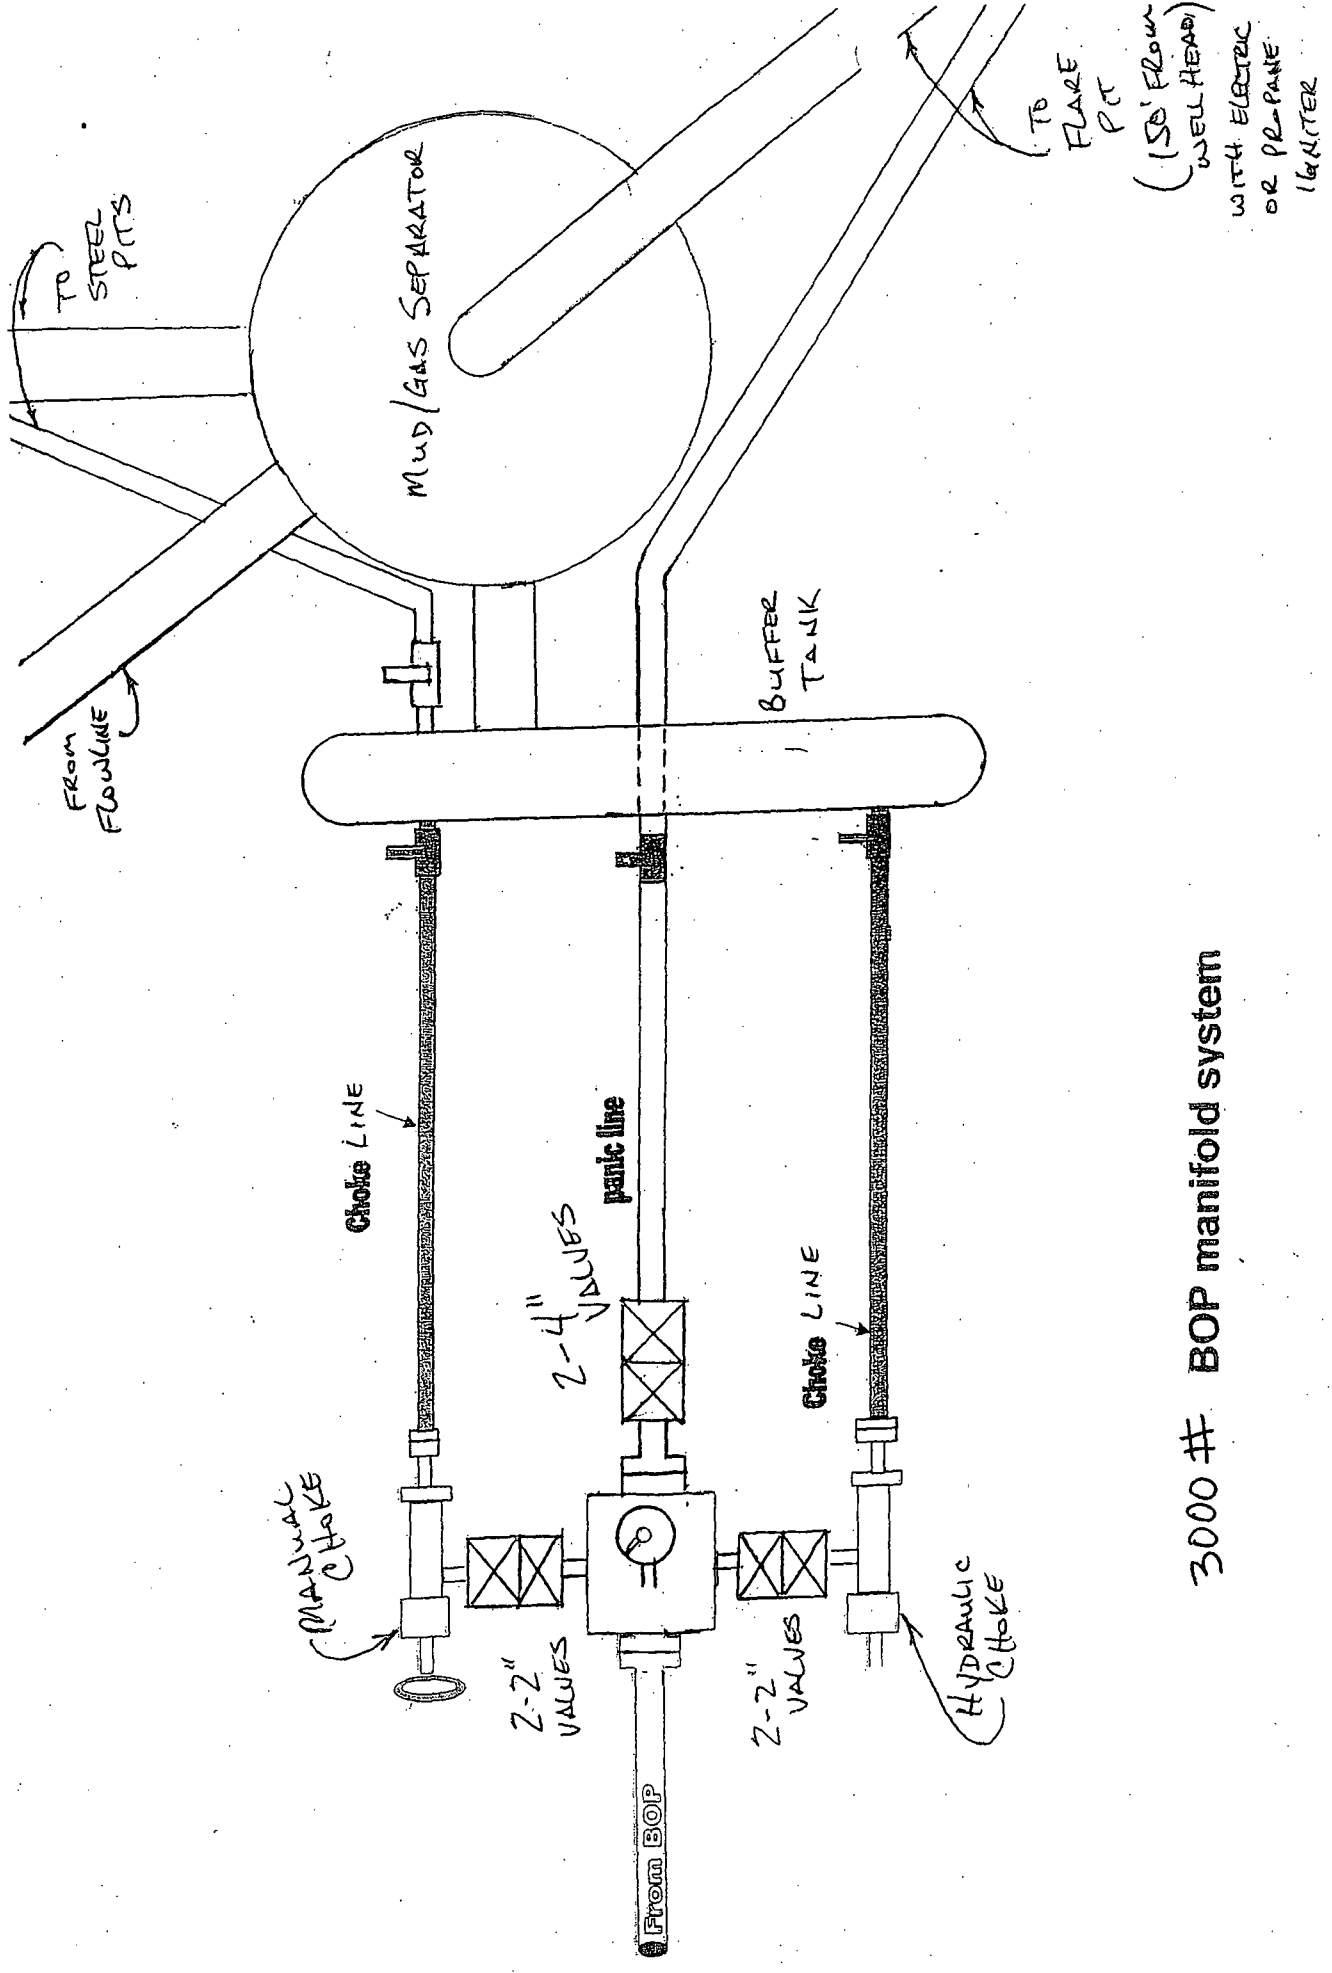 TO
STEEL
PITS
FROM
FLOWLINE
MUD/GAS SEPARATOR
TO
FLARE
PIT
(150' FROM
WELL HEAD)
WITH ELECTRIC
OR PROPANE
IGNITER
BUFFER
TANK
Choke LINE
panic line
2-4"
VALVES
Choke LINE
MANUAL
CHOKE
2-2"
VALVES
2-2"
VALVES
HYDRAULIC
CHOKE
From BOP
3000 # BOP manifold system